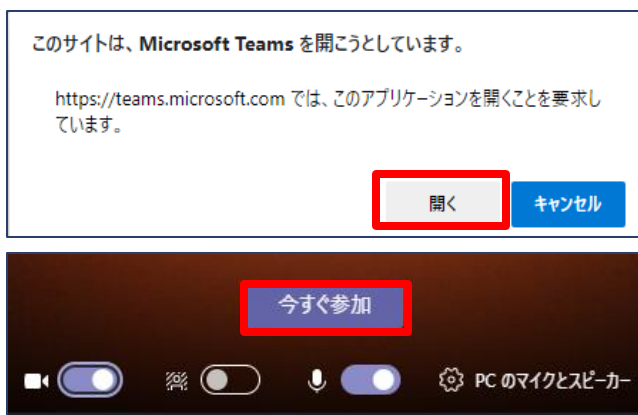 このサイトは、Microsoft Teams を開こうとしています。
https://teams.microsoft.com では、このアプリケーションを開くことを要求し
ています。
開く
キャンセル
今すぐ参加
PC のマイクとスピーカー